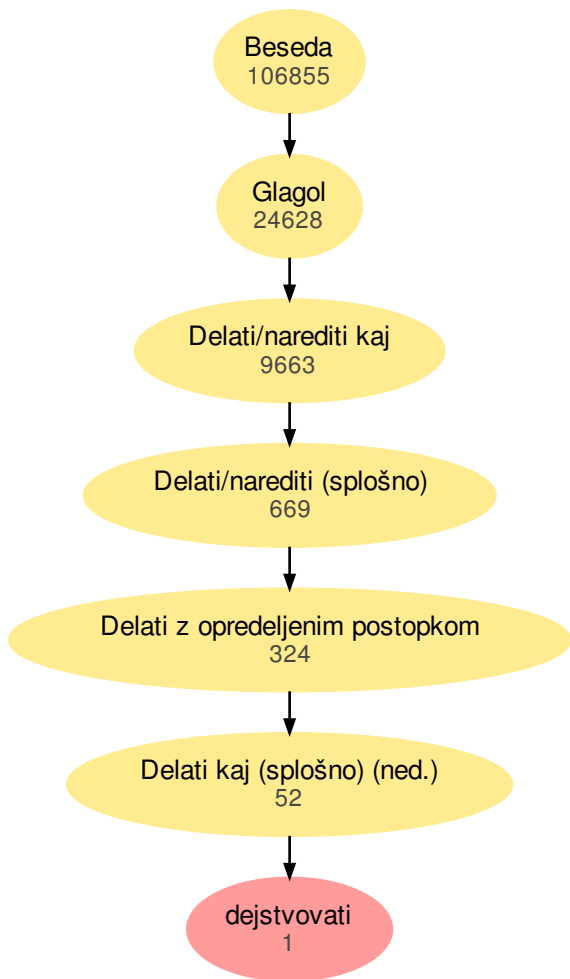 Beseda
106855
Glagol
24628
Delati/narediti kaj
9663
Delati/narediti (splošno)
669
Delati z opredeljenim postopkom
324
Delati kaj (splošno) (ned.)
52
dejstvovati
1